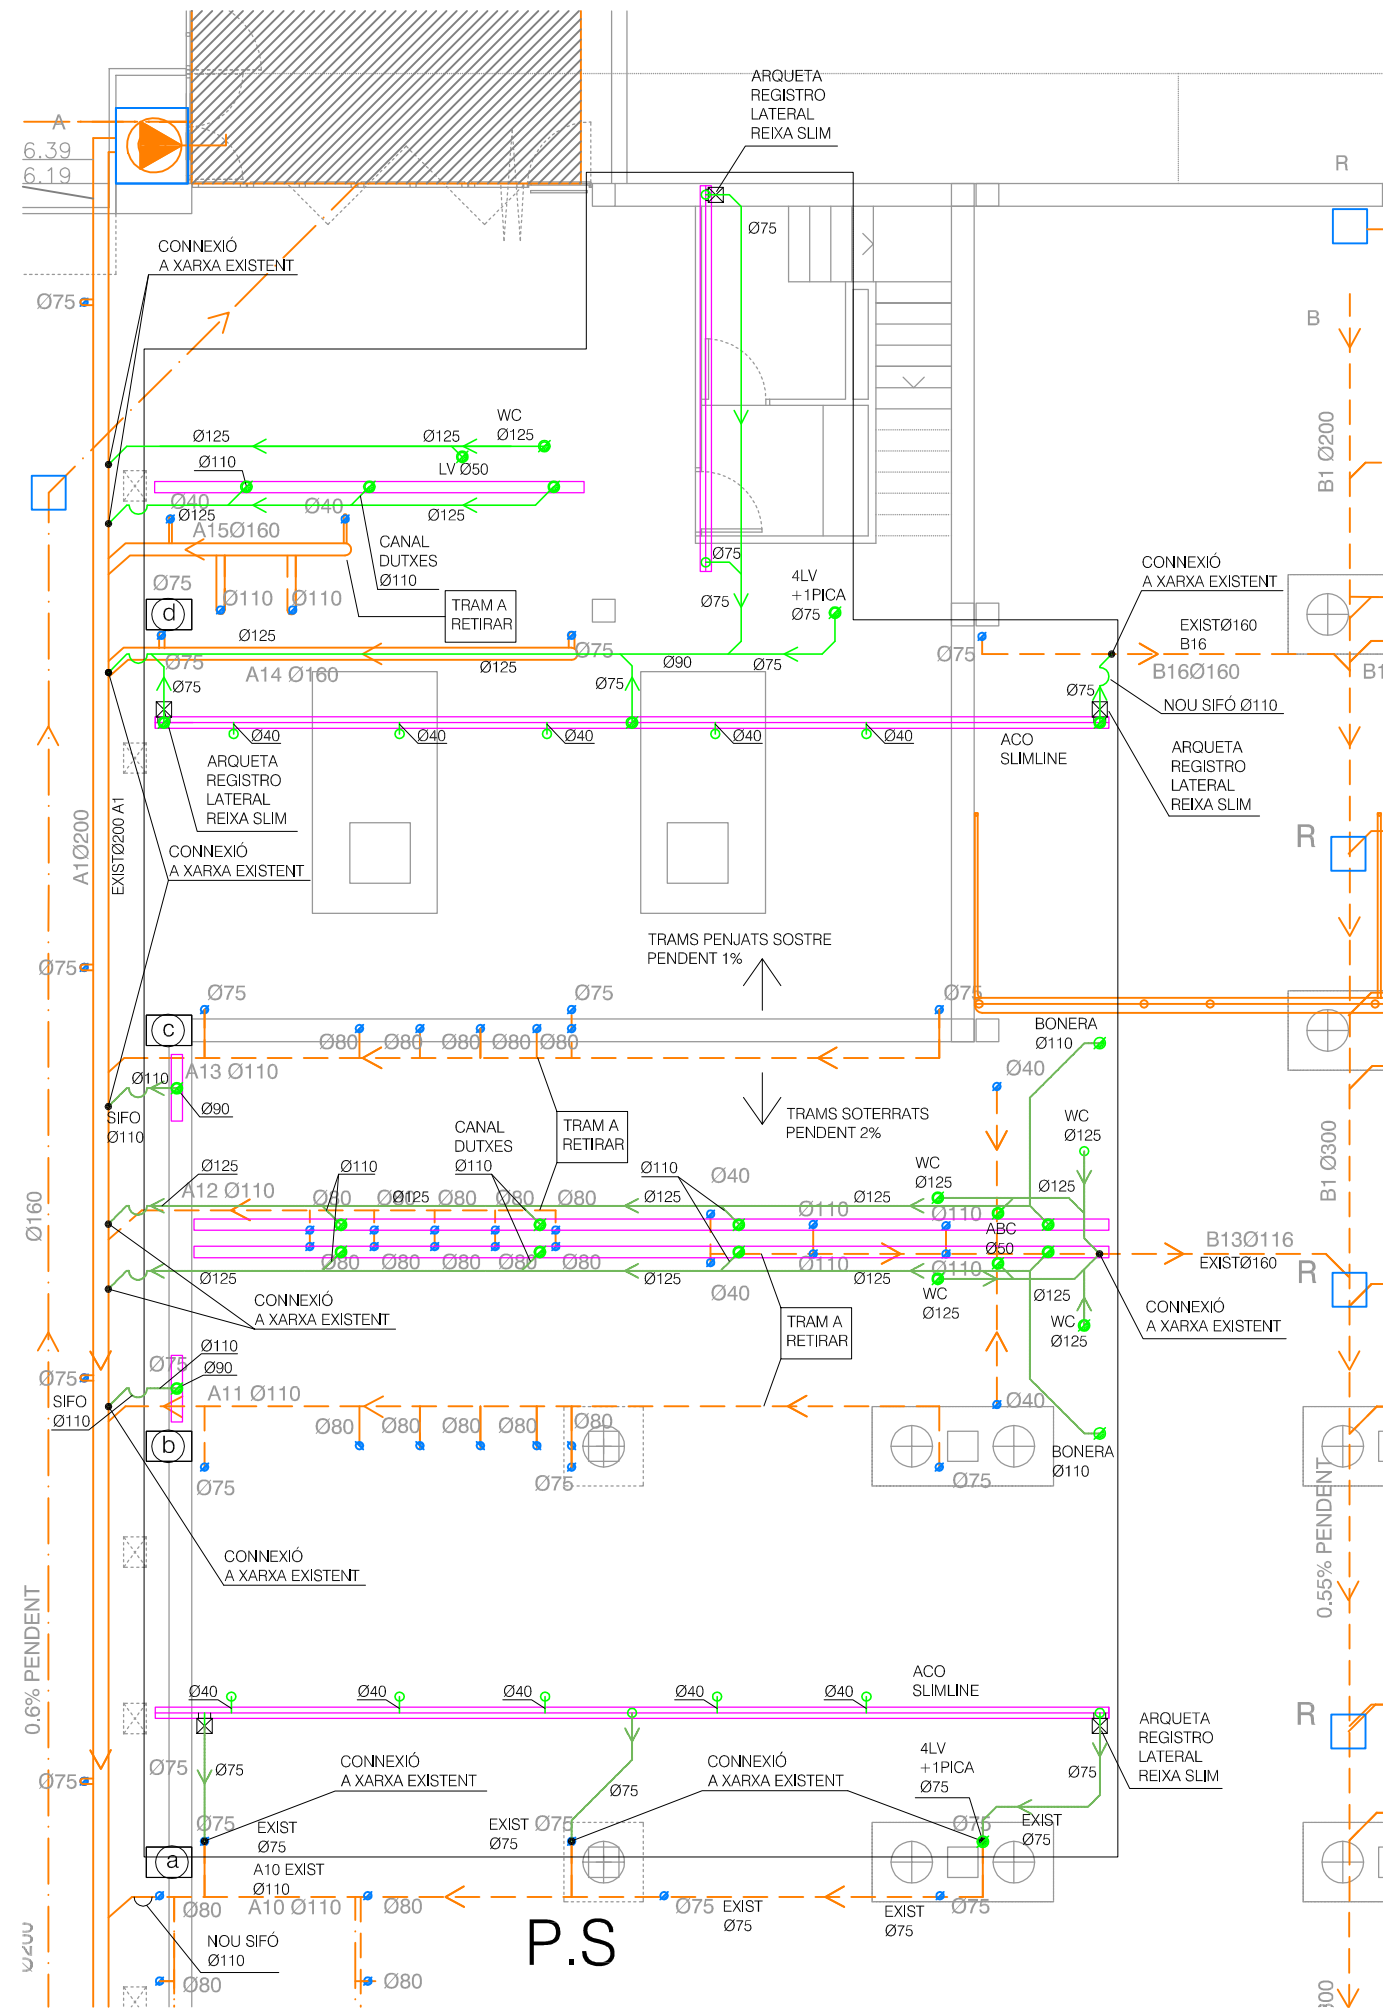 ARQUETA
REGISTRO
LATERAL
REIXA SLIM
A
6.39
6.19
R
Ø75
CONNEXIÓ
A XARXA EXISTENT
Ø75
B
B1 Ø200
WC
Ø125
Ø125
Ø125
Ø110
LV Ø50
Ø40
Ø40
Ø125
Ø125
A15Ø160
CANAL
DUTXES
Ø110
Ø75
4LV
+1PICA
Ø75
Ø75
CONNEXIÓ
A XARXA EXISTENT
Ø75
Ø110
Ø110
TRAM A
RETIRAR
d
Ø125
EXISTØ160
B16
Ø75
Ø75
Ø75
A14 Ø160
Ø125
Ø90
Ø75
B16Ø160
B1
Ø75
Ø75
Ø75
NOU SIFÓ Ø110
Ø40
Ø40
Ø40
Ø40
Ø40
ACO
SLIMLINE
ARQUETA
REGISTRO
LATERAL
REIXA SLIM
ARQUETA
REGISTRO
LATERAL
REIXA SLIM
A1Ø200
EXISTØ200 A1
R
CONNEXIÓ
A XARXA EXISTENT
TRAMS PENJATS SOSTRE
PENDENT 1%
Ø75
Ø75
Ø75
Ø75
c
Ø80
Ø80
Ø80
Ø80
Ø80
BONERA
Ø110
Ø110
A13 Ø110
Ø40
Ø90
SIFO
Ø110
TRAM A
RETIRAR
TRAMS SOTERRATS
PENDENT 2%
CANAL
DUTXES
Ø110
WC
Ø125
B1 Ø300
Ø125
Ø110
Ø110
Ø40
WC
Ø125
A12 Ø110
Ø80
Ø80
Ø125
Ø80
Ø80
Ø80
Ø125
Ø125
Ø125
Ø160
Ø110
Ø110
ABC
Ø50
B13Ø116
EXISTØ160
Ø80
Ø80
Ø80
Ø80
Ø80
Ø110
Ø110
R
Ø125
Ø125
Ø125
Ø125
Ø40
WC
Ø125
WC
Ø125
CONNEXIÓ
A XARXA EXISTENT
CONNEXIÓ
A XARXA EXISTENT
TRAM A
RETIRAR
Ø110
Ø90
Ø75
Ø75
A11 Ø110
SIFO
Ø110
Ø40
Ø80
Ø80
Ø80
Ø80
Ø80
b
BONERA
Ø110
Ø75
Ø75
Ø75
0.55% PENDENT
CONNEXIÓ
A XARXA EXISTENT
0.6% PENDENT
ACO
SLIMLINE
Ø40
Ø40
Ø40
Ø40
Ø40
R
ARQUETA
REGISTRO
LATERAL
REIXA SLIM
4LV
+1PICA
Ø75
CONNEXIÓ
A XARXA EXISTENT
CONNEXIÓ
A XARXA EXISTENT
Ø75
Ø75
Ø75
Ø75
Ø75
Ø75
Ø75
Ø75
EXIST
Ø75
EXIST
Ø75
EXIST
Ø75
a
A10 EXIST
Ø110
Ø80
A10 Ø110
Ø80
Ø75
EXIST
Ø75
EXIST
Ø75
Ø75
NOU SIFÓ
Ø110
P.S
Ø200
Ø80
Ø80